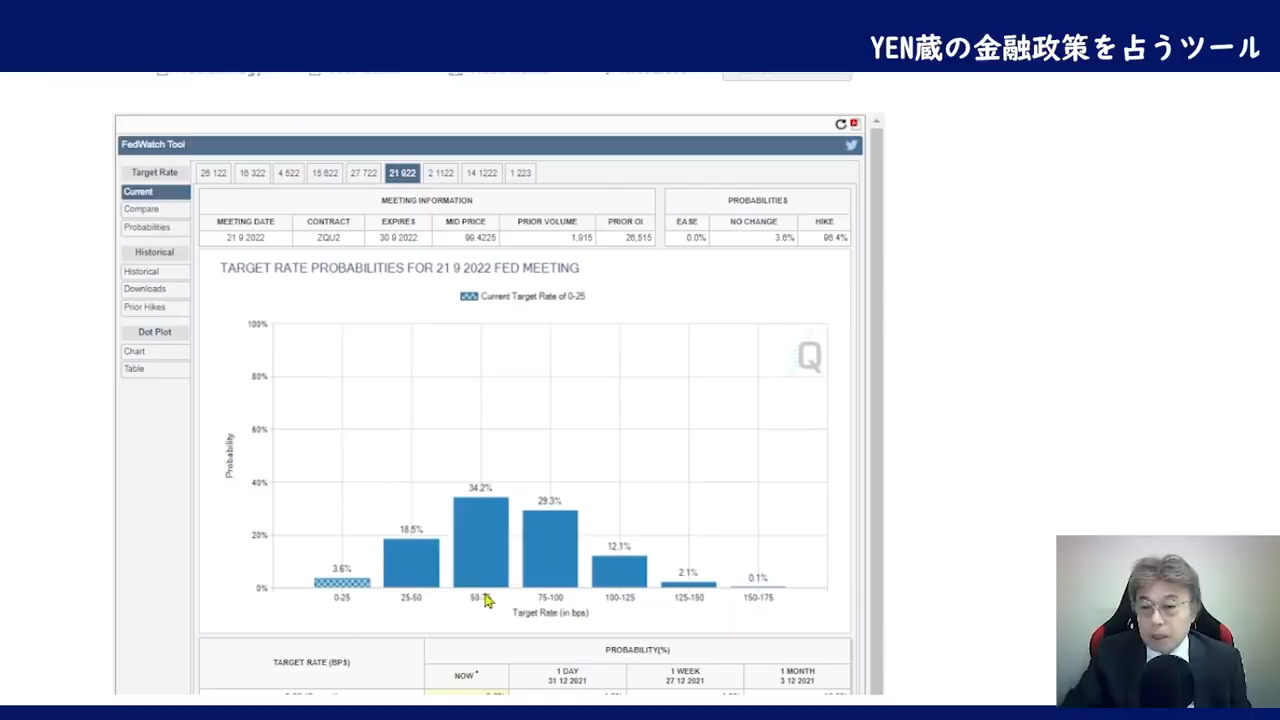 YEN蔵の金融政策を占うツール
FedWatch Tool
Target Rate
Current
Compare
Probabilities
Historical
Historical
Downloads
Prior Hikes
Dot Plot
Chart
Table
26 122 16 322 4 522 15 622 27 722 21 922 2 1122 14 1222 1 223
MEETING INFORMATION
MEETING DATE CONTRACT EXPIRES MID PRICE PRIOR VOLUME PRIOR OI
21 9 2022 ZQU2 30 9 2022 99.4225 1,915 26,515
PROBABILITIES
EASE NO CHANGE HIKE
0.0% 3.6% 96.4%
TARGET RATE PROBABILITIES FOR 21 9 2022 FED MEETING
Current Target Rate of 0-25
Q
Probability
100%
80%
60%
40%
20%
0%
3.6%
18.5%
34.2%
29.3%
12.1%
2.1%
0.1%
0-25 25-50 75-100 100-125 125-150 150-175
Target Rate (in bps)
TARGET RATE (BPS)
PROBABILITY(%)
NOW *
1 DAY
31 12 2021
1 WEEK
27 12 2021
1 MONTH
3 12 2021